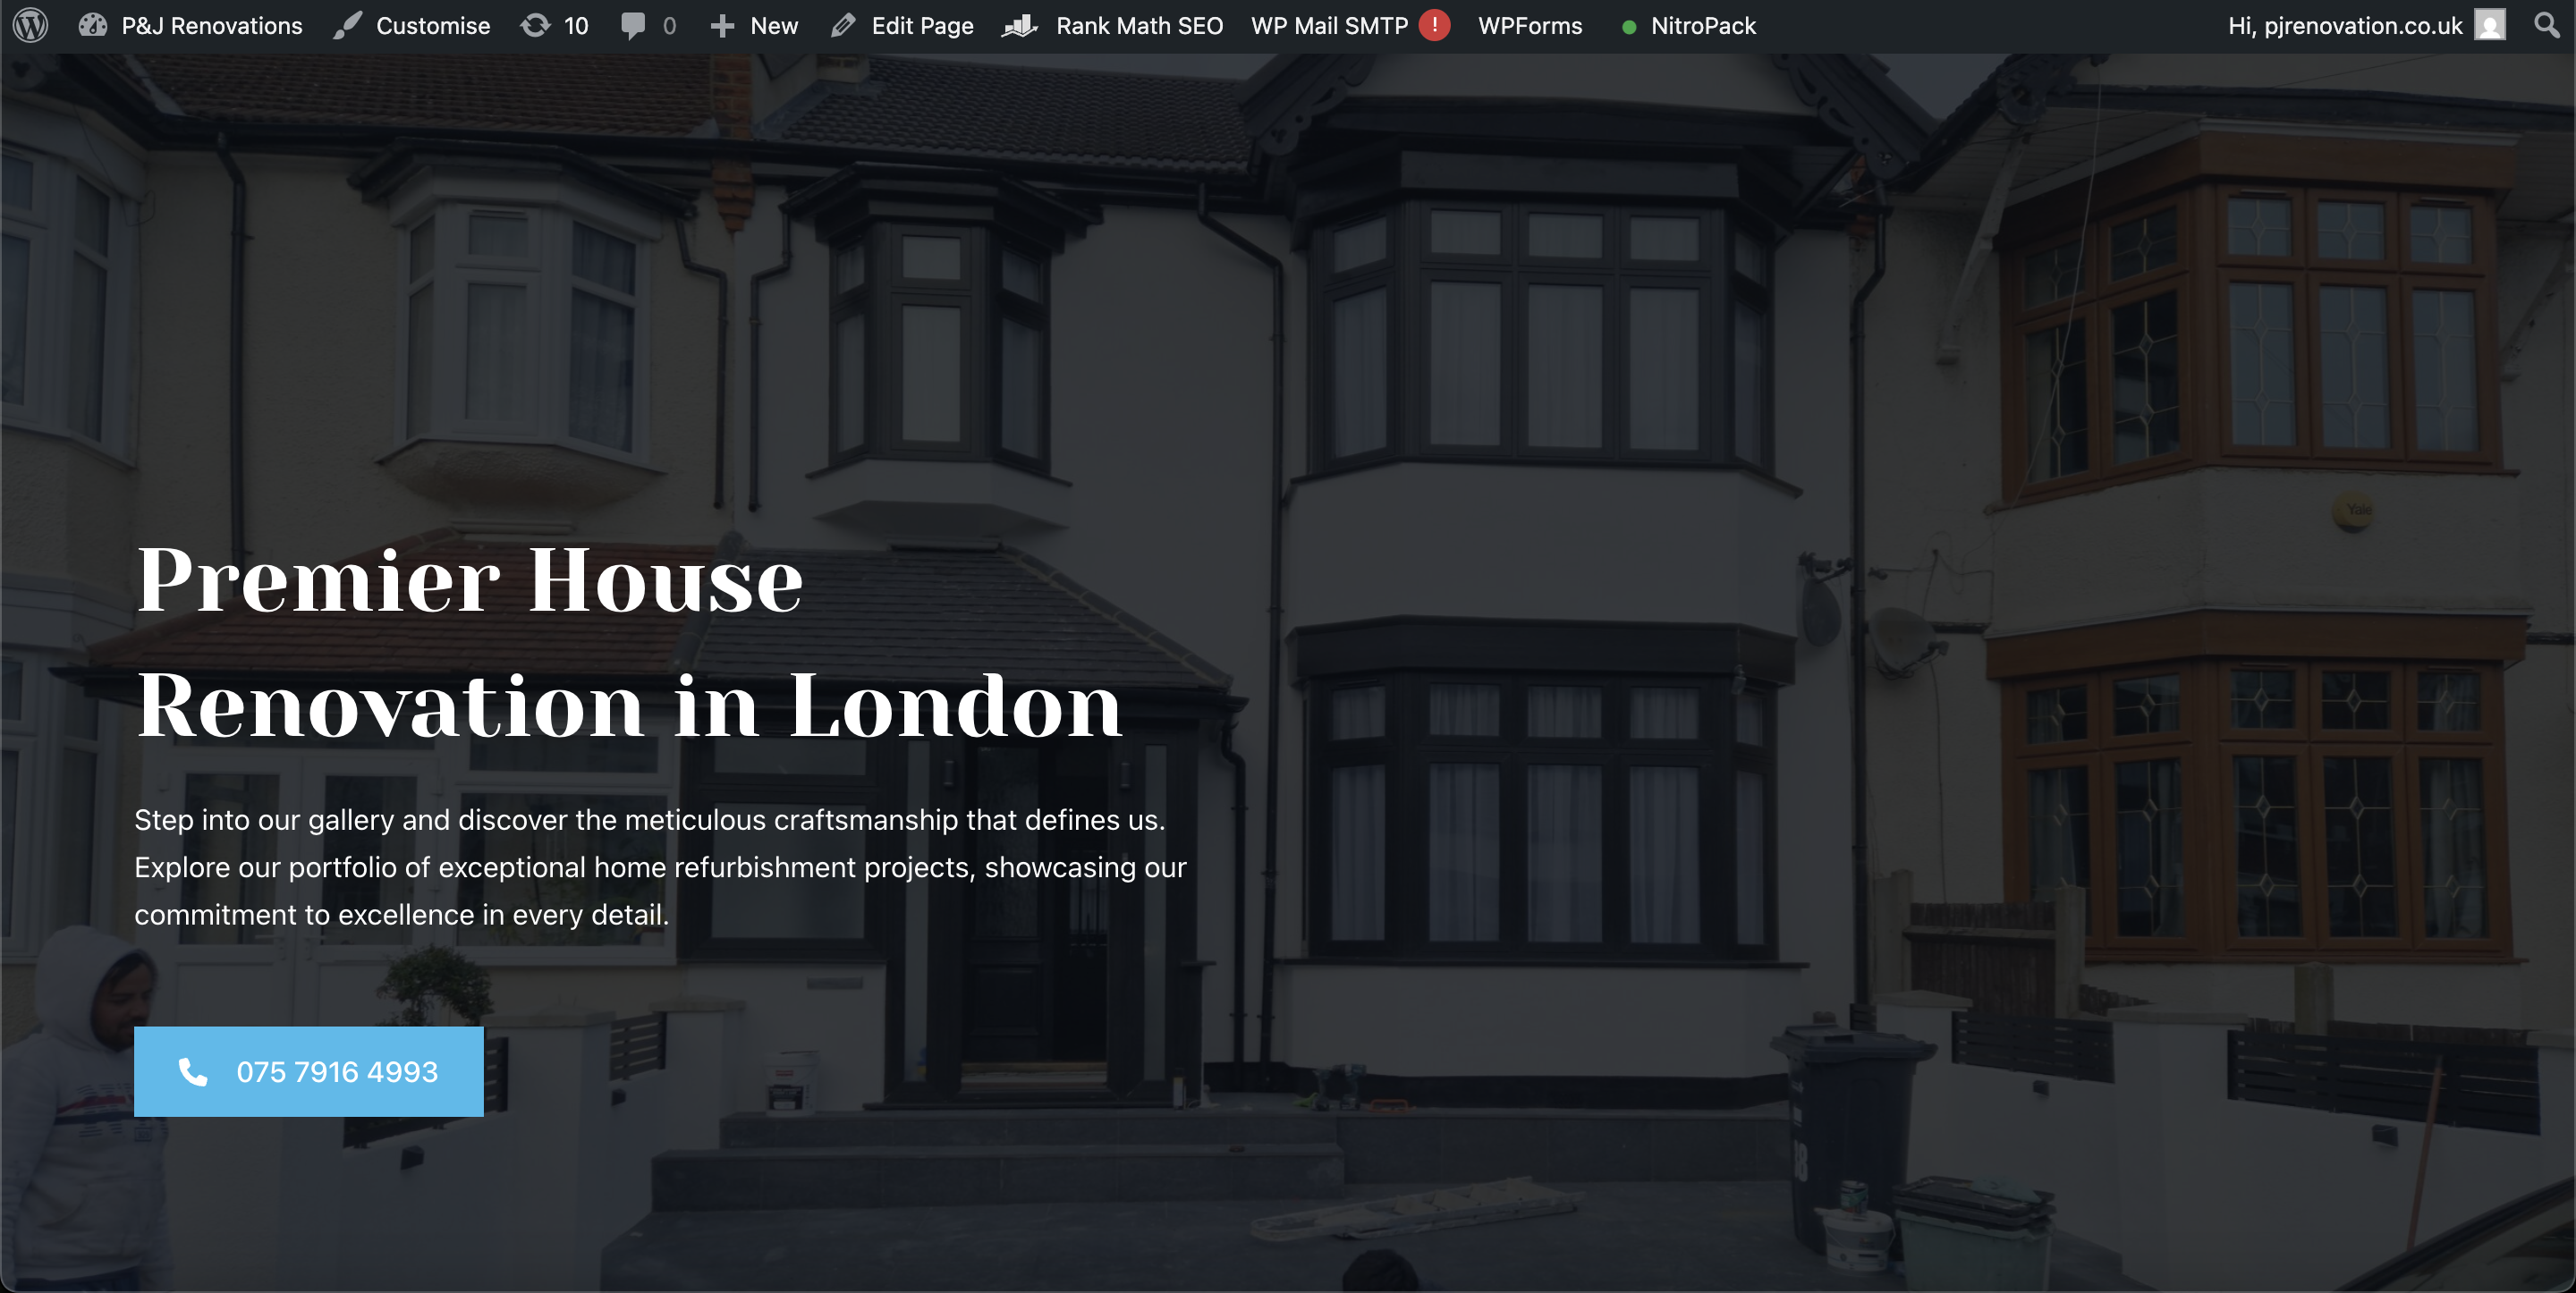 P&J Renovations Customise 10 0 New Edit Page Rank Math SEO WP Mail SMTP ! WPForms NitroPack Hi, pjrenovation.co.uk
Yale
Premier House
Renovation in London
Step into our gallery and discover the meticulous craftsmanship that defines us.
Explore our portfolio of exceptional home refurbishment projects, showcasing our
commitment to excellence in every detail.
075 7916 4993